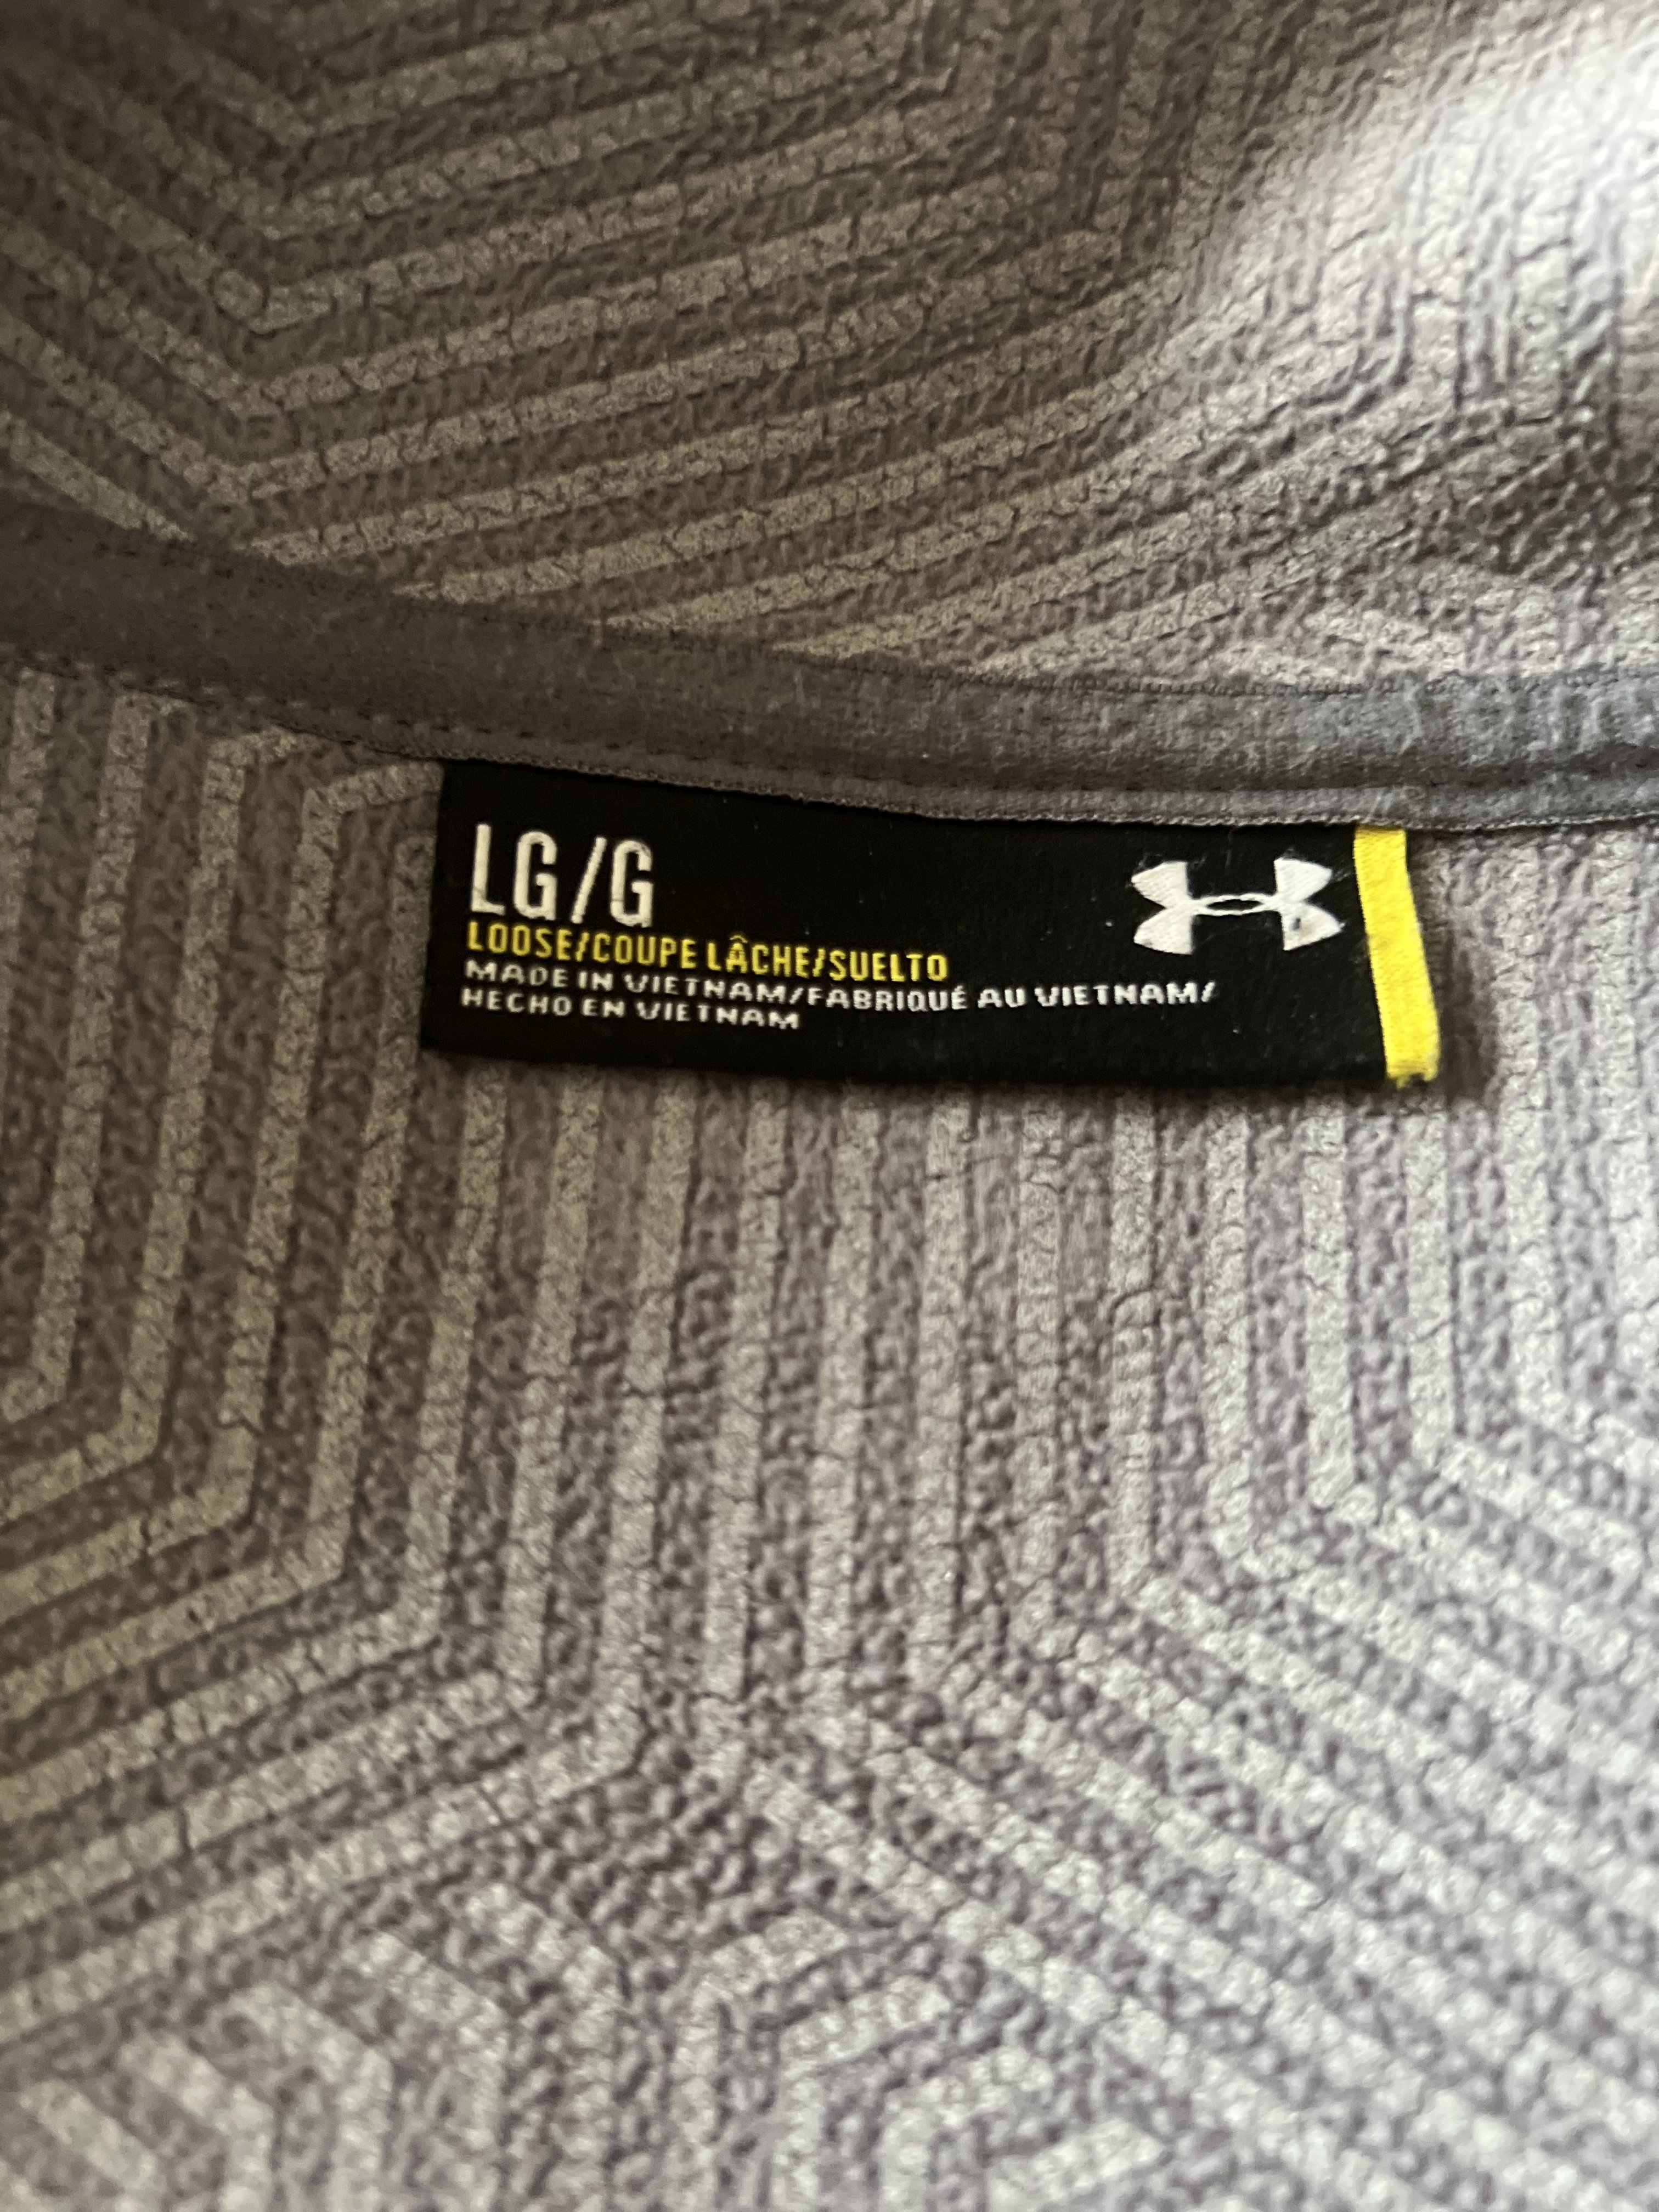 LG/G
LOOSE/COUPE LÂCHE/SUELTO
MADE IN VIETNAM/FABRIQUÉ AU VIETNAM/
HECHO EN VIETNAM